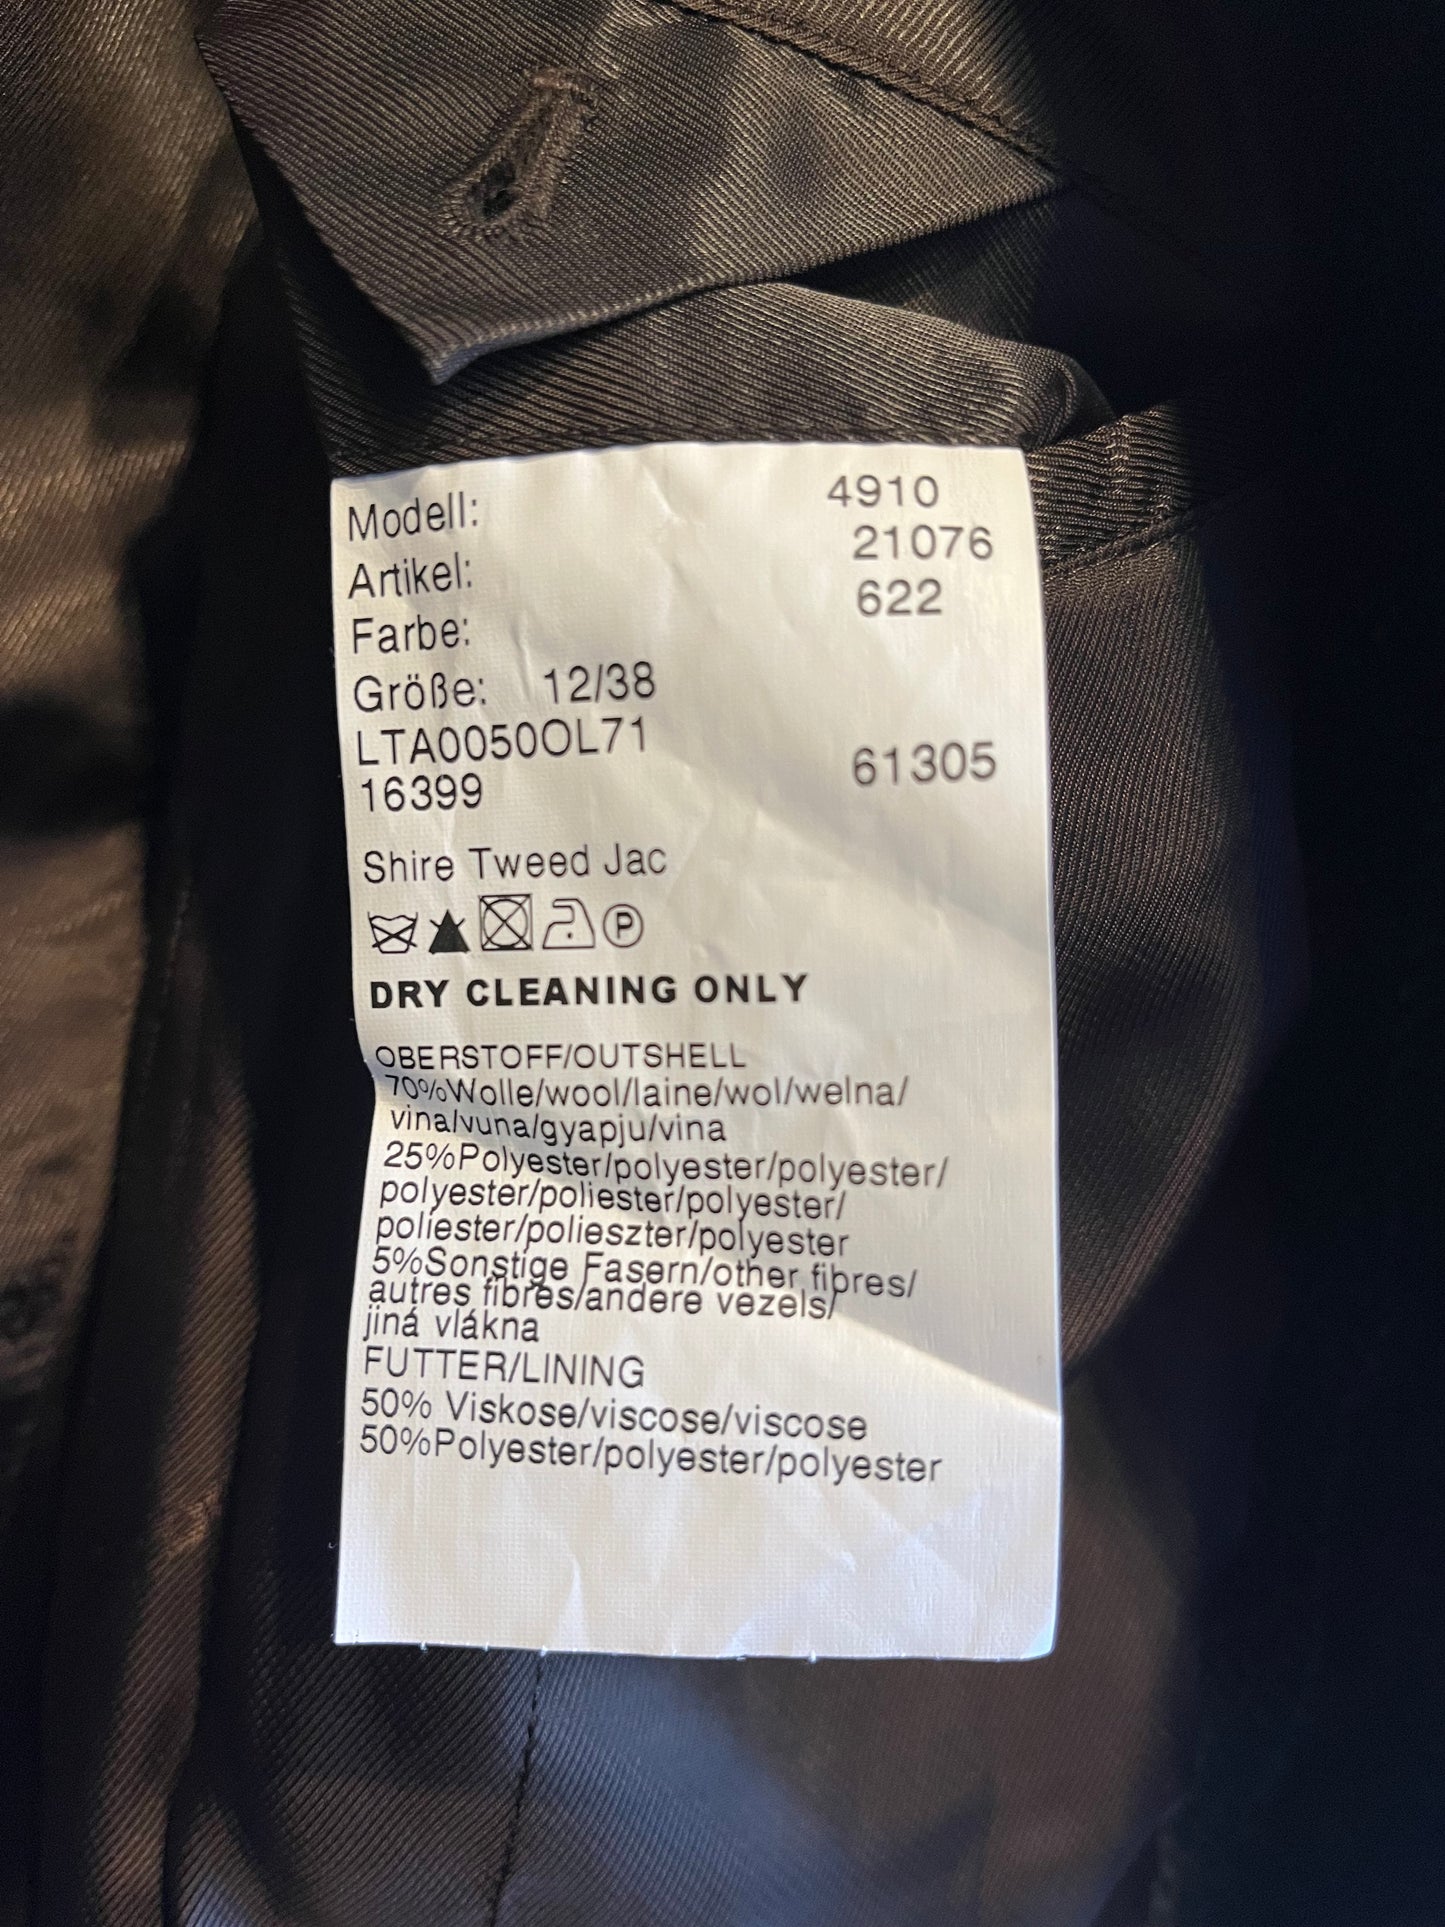 Modell: 4910
Artikel: 21076
Farbe: 622
Größe: 12/38
LTA0050OL71
16399 61305
Shire Tweed Jac
P
DRY CLEANING ONLY
OBERSTOFF/OUTSHELL
70%Wolle/wool/laine/wol/welna/
vina/vuna/gyapju/vina
25%Polyester/polyester/polyester/
polyester/poliester/polyester/
poliester/polieszter/polyester
5%Sonstige Fasern/other fibres/
autres fibres/andere vezels/
jiná vlákna
FUTTER/LINING
50% Viskose/viscose/viscose
50%Polyester/polyester/polyester